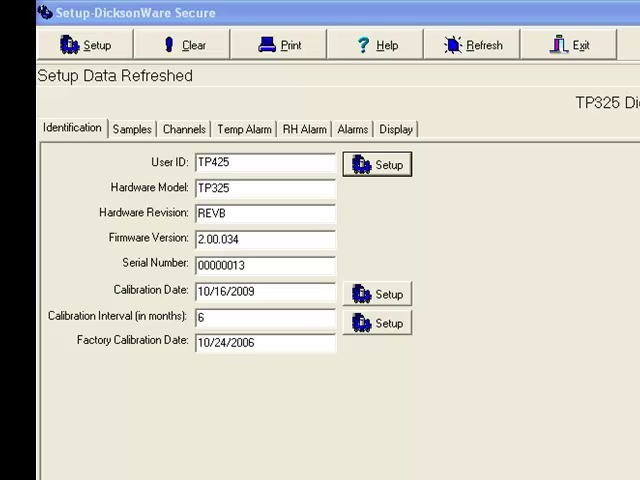 Setup-DicksonWare Secure
Setup Clear Print Help Refresh Exit
Setup Data Refreshed
TP325
Identification Samples Channels Temp Alarm RH Alarm Alarms Display
User ID: TP425 Setup
Hardware Model: TP325
Hardware Revision: REVB
Firmware Version: 2.00.034
Serial Number: 00000013
Calibration Date: 10/16/2009 Setup
Calibration Interval (in months): 6 Setup
Factory Calibration Date: 10/24/2006